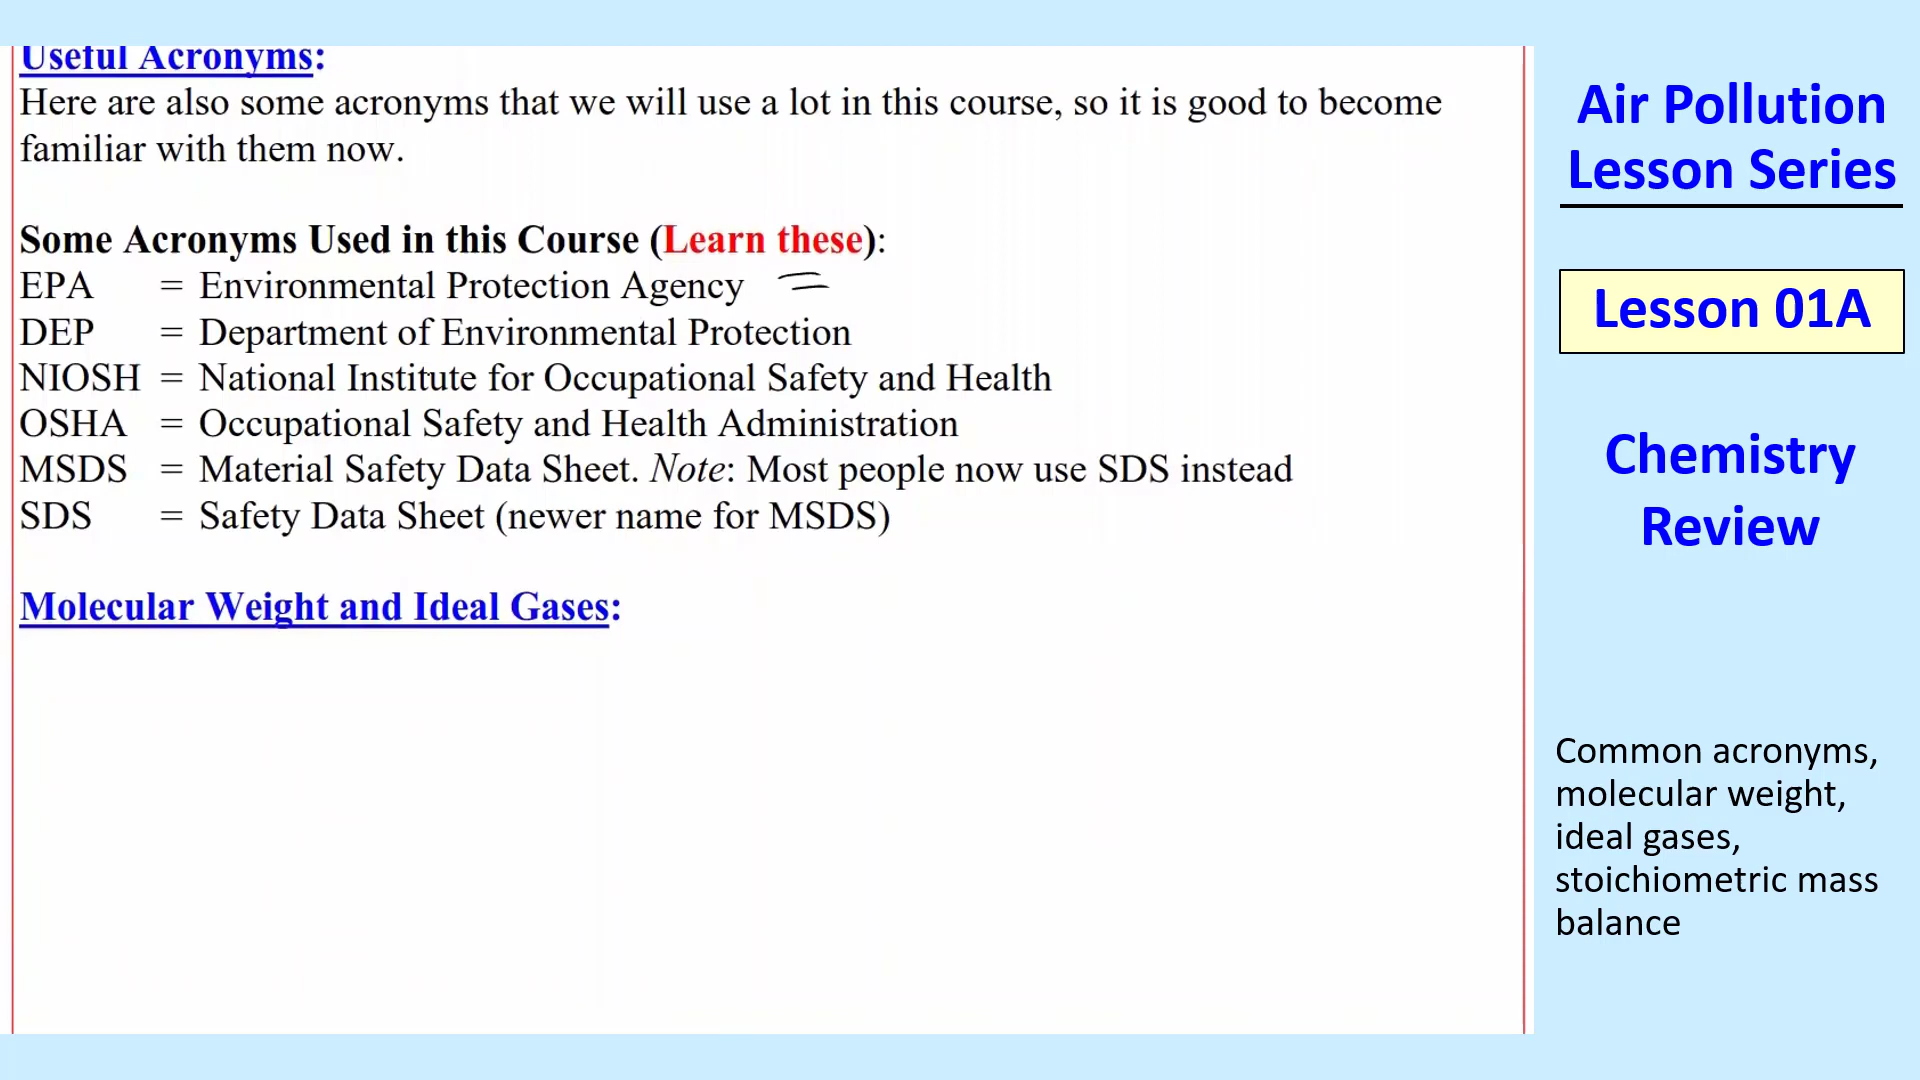 Useful Acronyms:
Here are also some acronyms that we will use a lot in this course, so it is good to become
familiar with them now.
Some Acronyms Used in this Course (Learn these):
EPA = Environmental Protection Agency =
DEP = Department of Environmental Protection
NIOSH = National Institute for Occupational Safety and Health
OSHA = Occupational Safety and Health Administration
MSDS = Material Safety Data Sheet. Note: Most people now use SDS instead
SDS = Safety Data Sheet (newer name for MSDS)
Molecular Weight and Ideal Gases:
Air Pollution
Lesson Series
Lesson 01A
Chemistry
Review
Common acronyms,
molecular weight,
ideal gases,
stoichiometric mass
balance